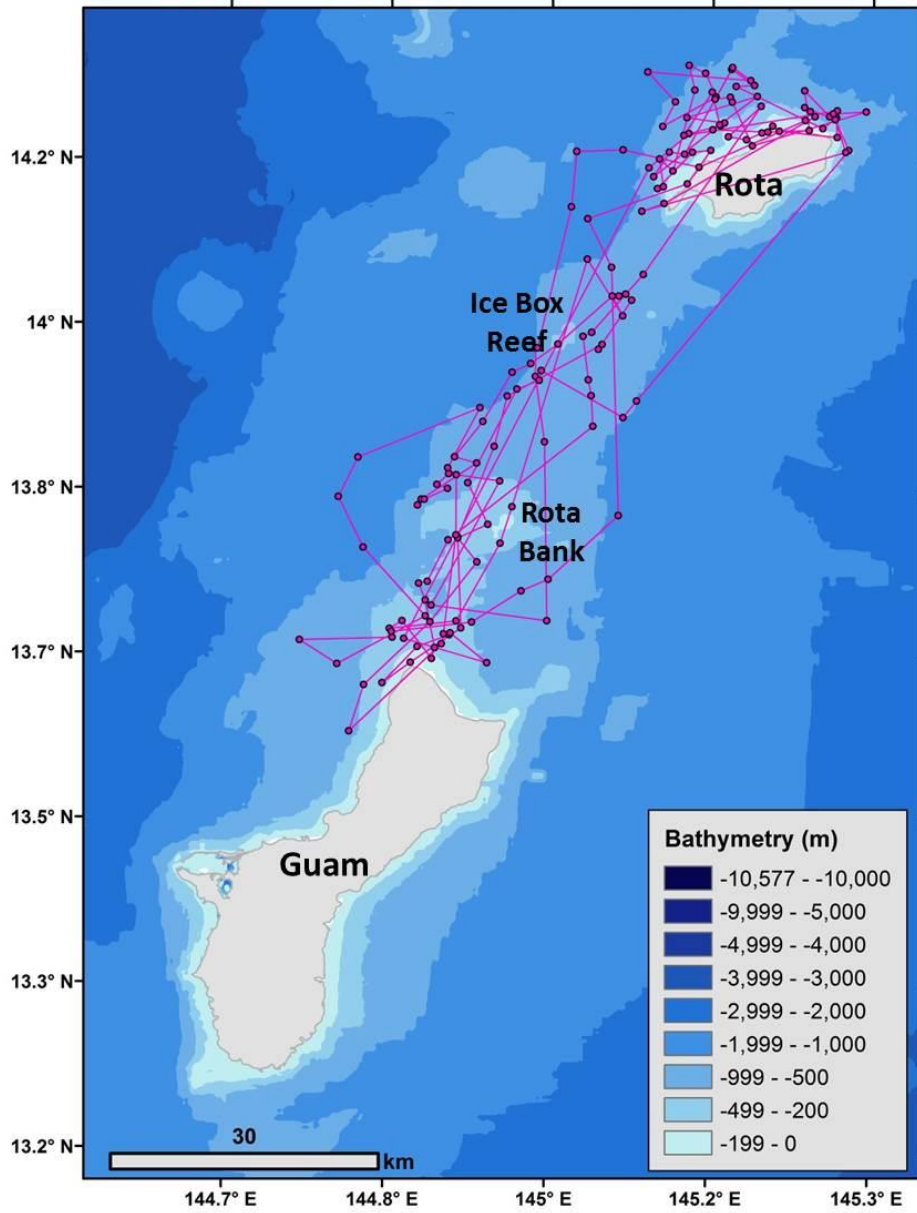 14.2° N
Rota
Ice Box
Reef
14° N
13.8° N
Rota
Bank
13.7° N
13.5° N
Guam
13.3° N
13.2° N
30
km
144.7° E
144.8° E
145° E
145.2° E
145.3° E
Bathymetry (m)
-10,577 - -10,000
-9,999 - -5,000
-4,999 - -4,000
-3,999 - -3,000
-2,999 - -2,000
-1,999 - -1,000
-999 - -500
-499 - -200
-199 - 0